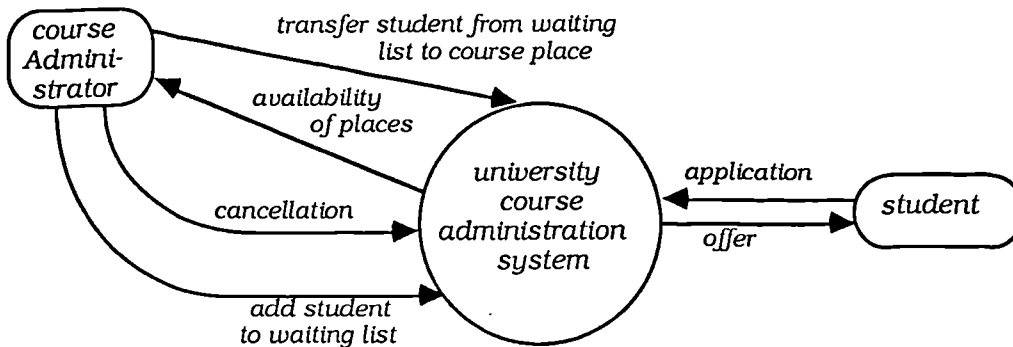 course
Admini-
strator
transfer student from waiting
list to course place
availability
of places
cancellation
add student
to waiting list
university
course
administration
system
application
offer
student